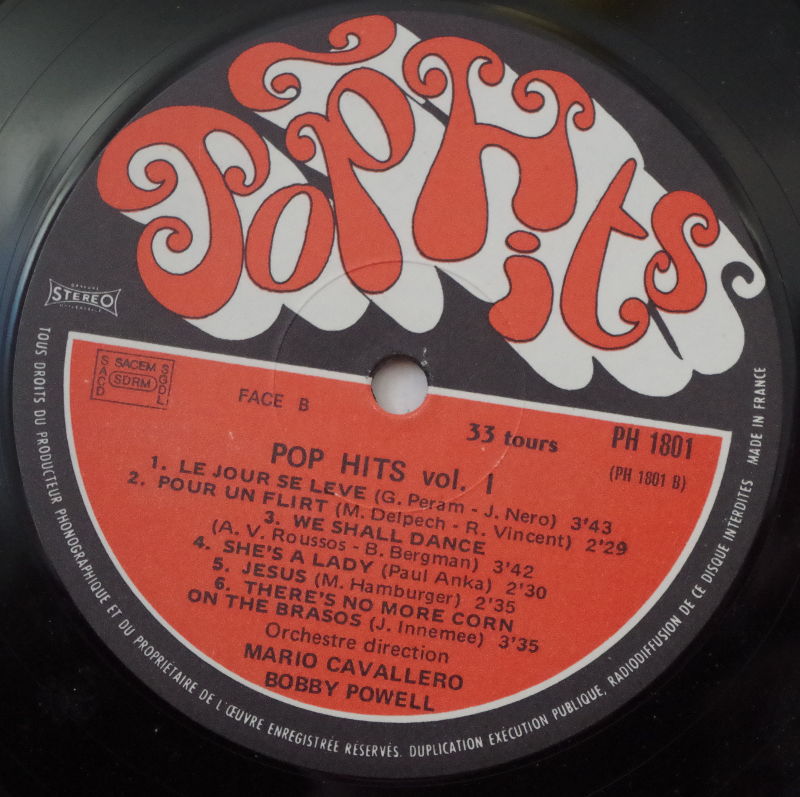 Pop Hits
STEREO
SACEM
SACD
SDRM
SGDL
FACE B
33 tours
PH 1801
(PH 1801 B)
POP HITS vol. 1
1. LE JOUR SE LEVE (G. Peram - J. Nero) 3'43
2. POUR UN FLIRT (M. Delpech - R. Vincent) 2'29
3. WE SHALL DANCE
(A. V. Roussos - B. Bergman) 3'42
4. SHE'S A LADY (Paul Anka) 2'30
5. JESUS (M. Hamburger) 2'35
6. THERE'S NO MORE CORN
ON THE BRASOS (J. Innemee) 3'35
Orchestre direction
MARIO CAVALLERO
BOBBY POWELL
TOUS DROITS DU PRODUCTEUR PHONOGRAPHIQUE ET DU PROPRIETAIRE DE L'ŒUVRE ENREGISTRÉE RÉSERVÉS. DUPLICATION EXÉCUTION PUBLIQUE, RADIODIFFUSION DE CE DISQUE INTERDITES MADE IN FRANCE